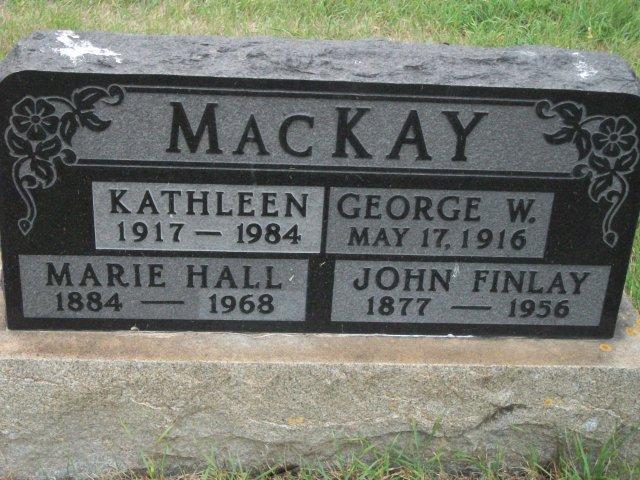 MacKAY
KATHLEEN
1917 — 1984
GEORGE W.
MAY 17, 1916
MARIE HALL
1884 — 1968
JOHN FINLAY
1877 — 1956